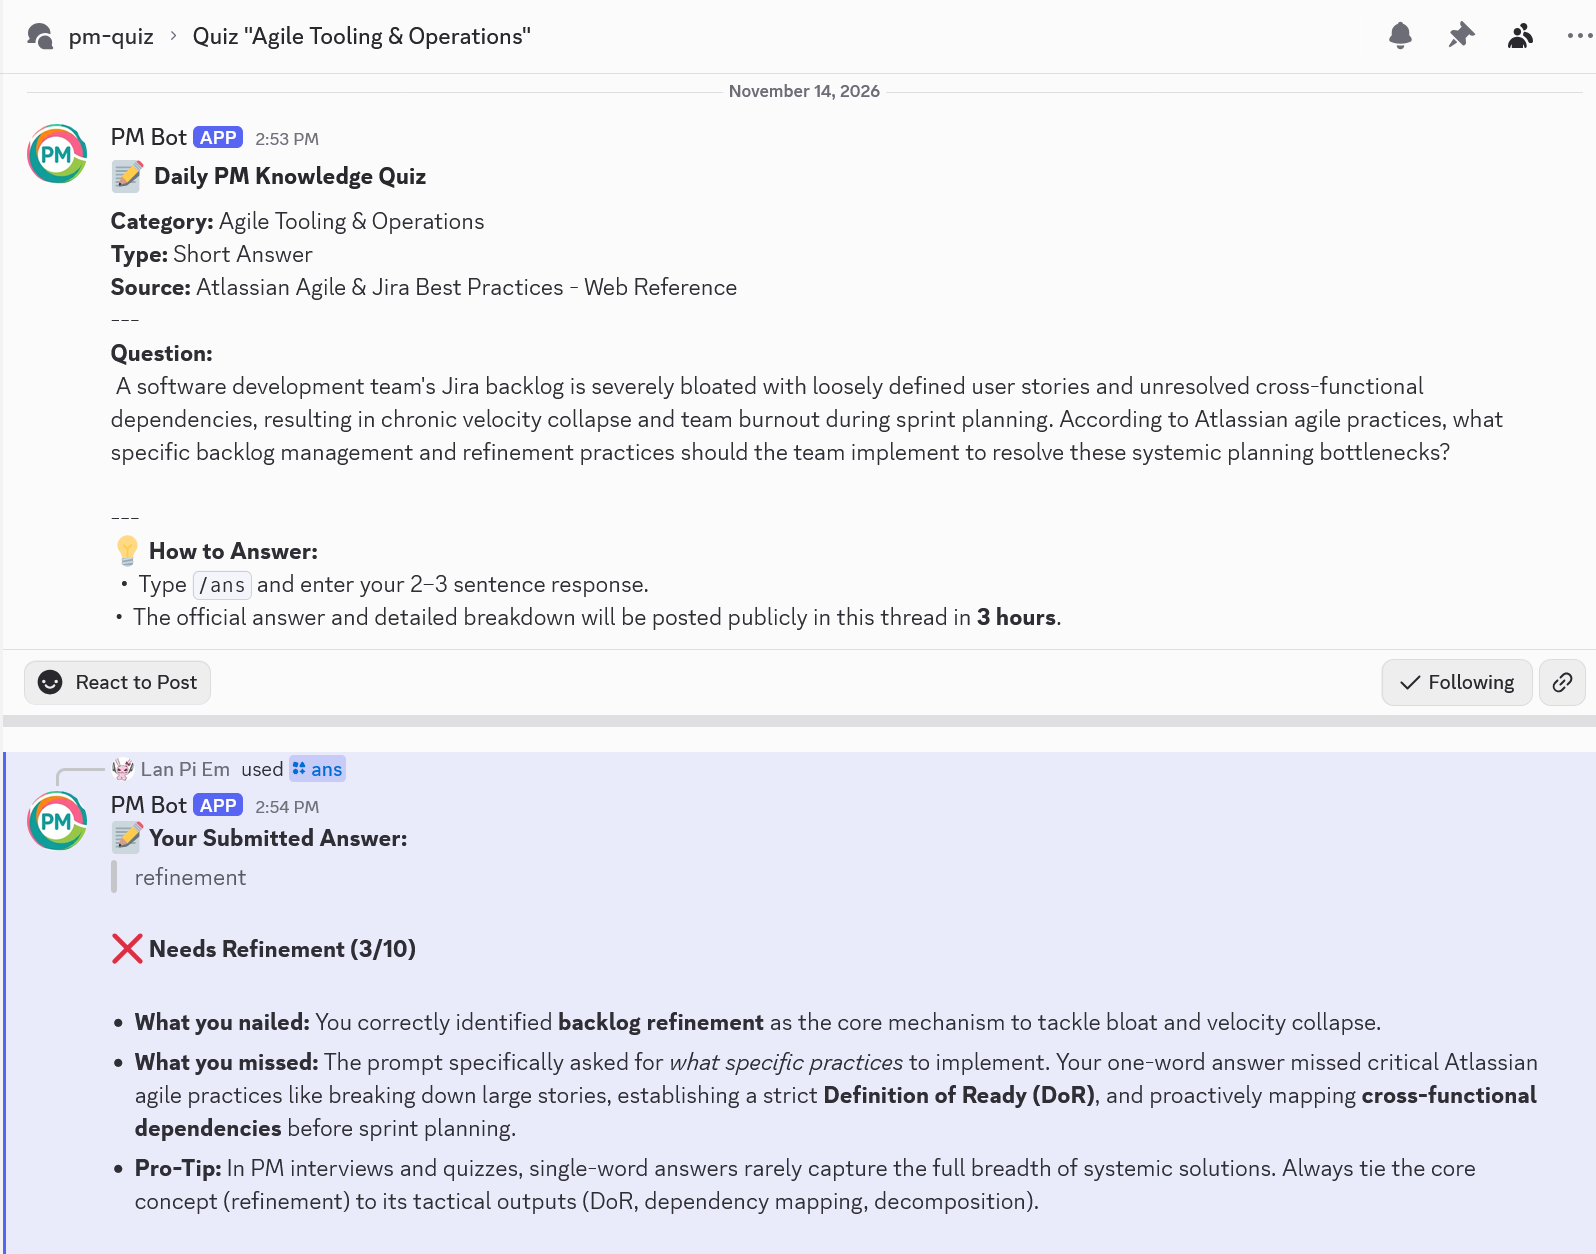 pm-quiz › Quiz "Agile Tooling & Operations"
November 14, 2026
PM
PM Bot APP 2:53 PM
📝 Daily PM Knowledge Quiz
Category: Agile Tooling & Operations
Type: Short Answer
Source: Atlassian Agile & Jira Best Practices - Web Reference
---
Question:
A software development team's Jira backlog is severely bloated with loosely defined user stories and unresolved cross-functional
dependencies, resulting in chronic velocity collapse and team burnout during sprint planning. According to Atlassian agile practices, what
specific backlog management and refinement practices should the team implement to resolve these systemic planning bottlenecks?
---
💡 How to Answer:
• Type /ans and enter your 2–3 sentence response.
• The official answer and detailed breakdown will be posted publicly in this thread in 3 hours.
React to Post
Following
Lan Pi Em used ans
PM
PM Bot APP 2:54 PM
📝 Your Submitted Answer:
refinement
❌ Needs Refinement (3/10)
• What you nailed: You correctly identified backlog refinement as the core mechanism to tackle bloat and velocity collapse.
• What you missed: The prompt specifically asked for what specific practices to implement. Your one-word answer missed critical Atlassian
agile practices like breaking down large stories, establishing a strict Definition of Ready (DoR), and proactively mapping cross-functional
dependencies before sprint planning.
• Pro-Tip: In PM interviews and quizzes, single-word answers rarely capture the full breadth of systemic solutions. Always tie the core
concept (refinement) to its tactical outputs (DoR, dependency mapping, decomposition).